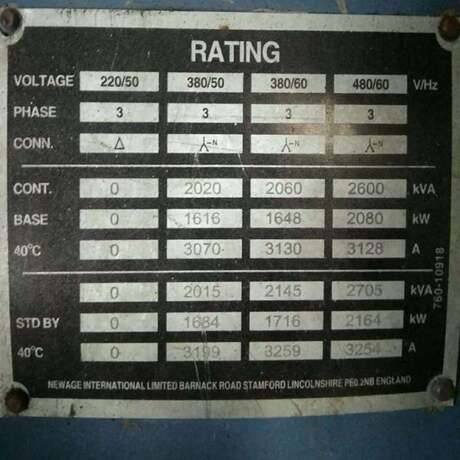 RATING
VOLTAGE 220/50 380/50 380/60 480/60 V/Hz
PHASE 3 3 3 3
CONN. Δ ⅄-N ⅄-N ⅄-N
CONT. 0 2020 2060 2600 kVA
BASE 0 1616 1648 2080 kW
40°C 0 3070 3130 3128 A
0 2015 2145 2705 kVA
STD BY 0 1684 1716 2164 kW
40°C 0 3199 3259 3254 A
760-10918
NEWAGE INTERNATIONAL LIMITED BARNACK ROAD STAMFORD LINCOLNSHIRE PE0 2NB ENGLAND